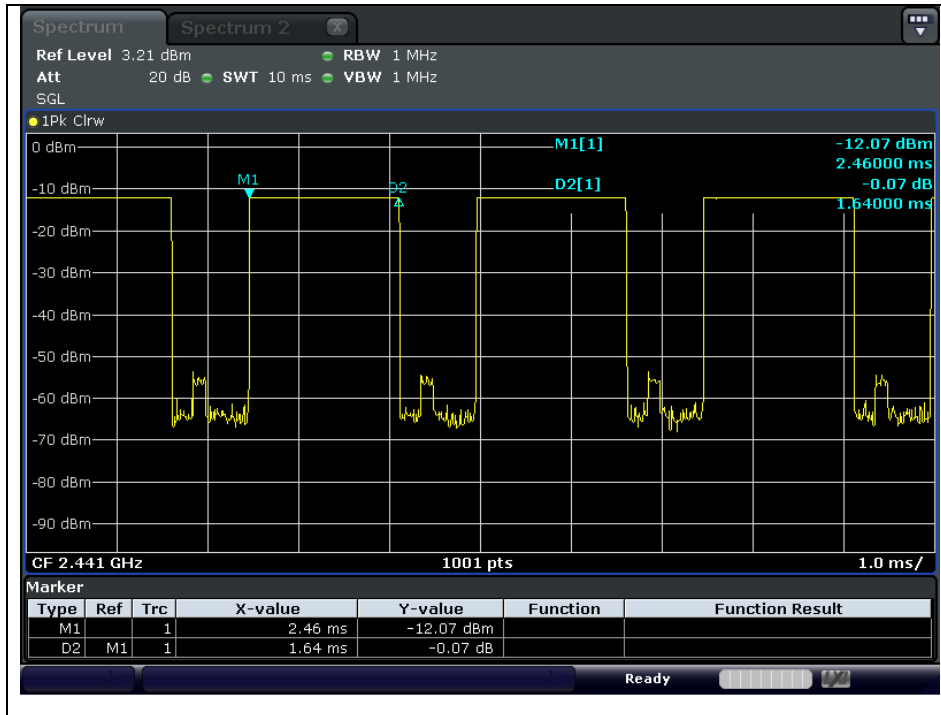 Spectrum Spectrum 2 X
Ref Level 3.21 dBm RBW 1 MHz
Att 20 dB SWT 10 ms VBW 1 MHz
SGL
1Pk Clrw
0 dBm M1[1] -12.07 dBm
2.46000 ms
-10 dBm M1 D2 D2[1] -0.07 dB
1.64000 ms
-20 dBm
-30 dBm
-40 dBm
-50 dBm
-60 dBm
-70 dBm
-80 dBm
-90 dBm
CF 2.441 GHz 1001 pts 1.0 ms/
Marker
Type Ref Trc X-value Y-value Function Function Result
M1 1 2.46 ms -12.07 dBm
D2 M1 1 1.64 ms -0.07 dB
Ready